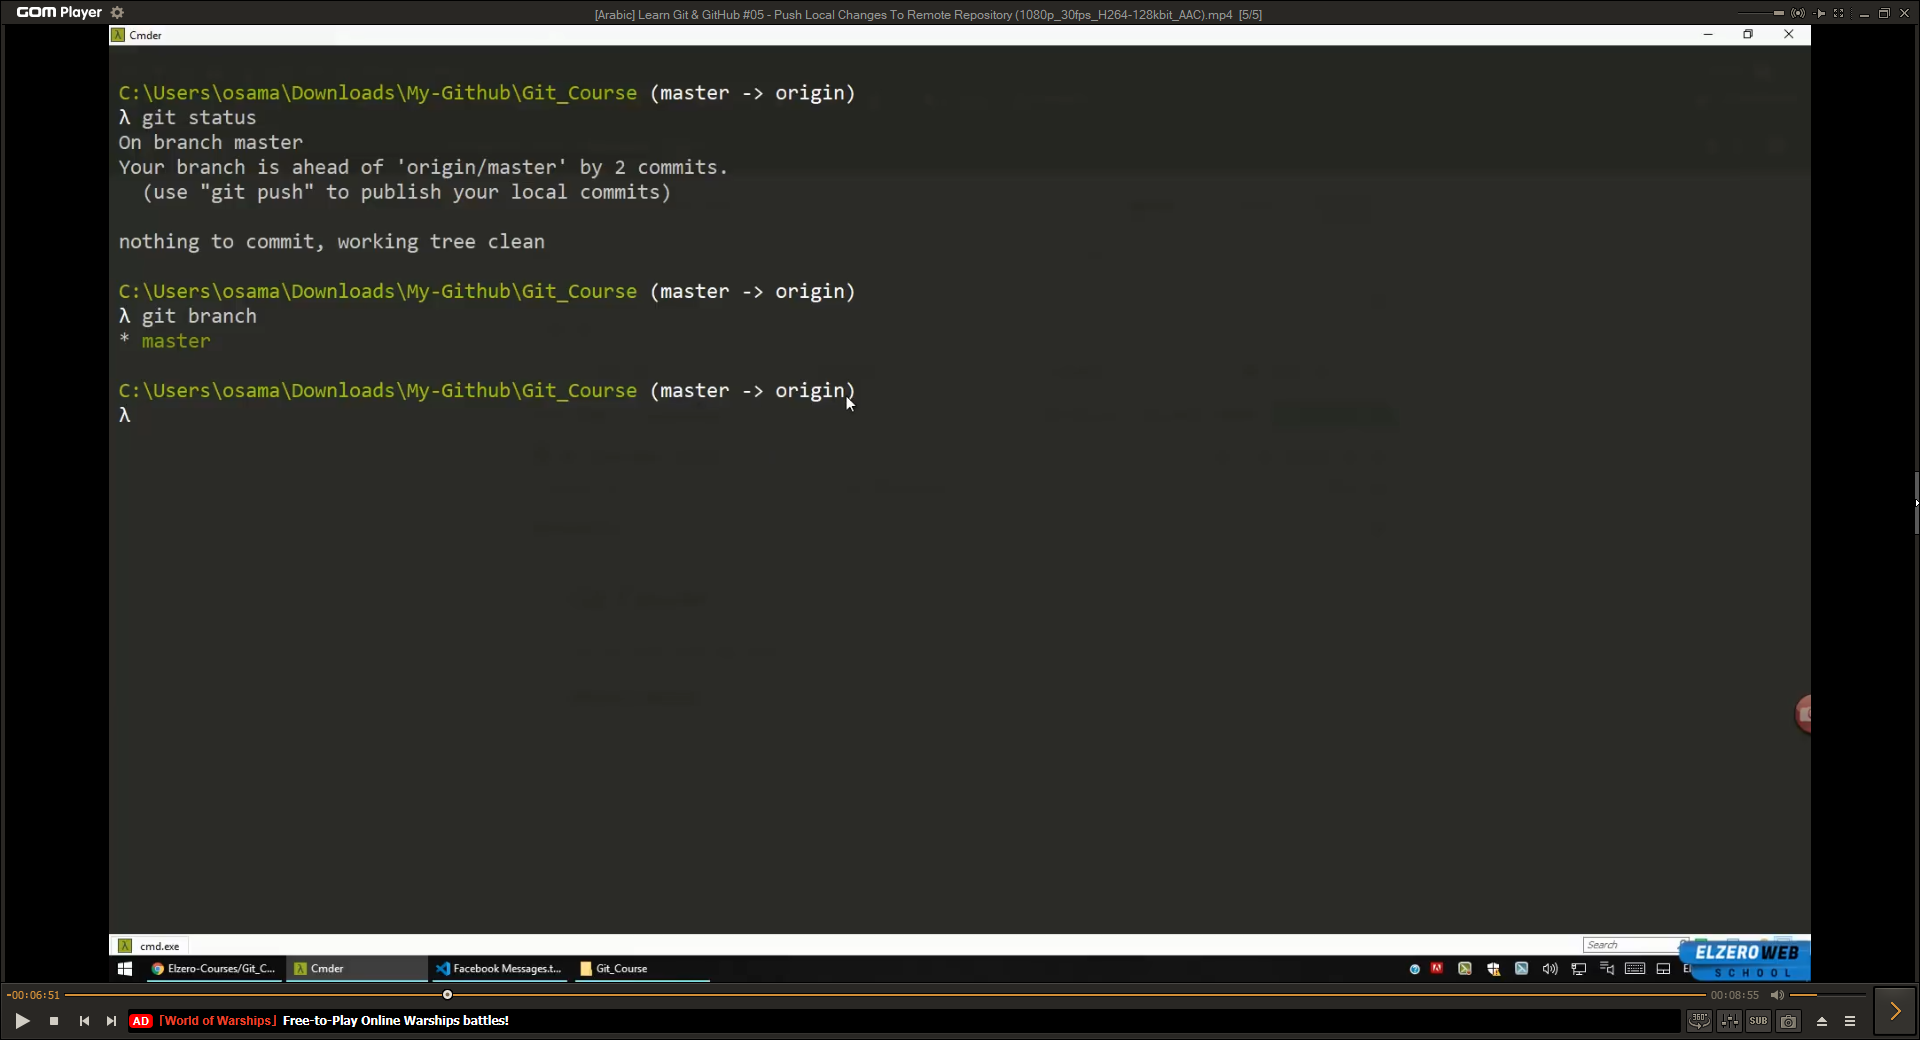 GOM Player
[Arabic] Learn Git & GitHub #05 - Push Local Changes To Remote Repository (1080p_30fps_H264-128kbit_AAC).mp4 [5/5]
Cmder
C:\Users\osama\Downloads\My-Github\Git_Course (master -> origin)
λ git status
On branch master
Your branch is ahead of 'origin/master' by 2 commits.
(use "git push" to publish your local commits)
nothing to commit, working tree clean
C:\Users\osama\Downloads\My-Github\Git_Course (master -> origin)
λ git branch
* master
C:\Users\osama\Downloads\My-Github\Git_Course (master -> origin)
λ
cmd.exe
Search
Elzero-Courses/Git_C...
Cmder
Facebook Messages.t...
Git_Course
ELZEROWEB
SCHOOL
-00:06:51
00:08:55
AD [World of Warships] Free-to-Play Online Warships battles!
360°
SUB